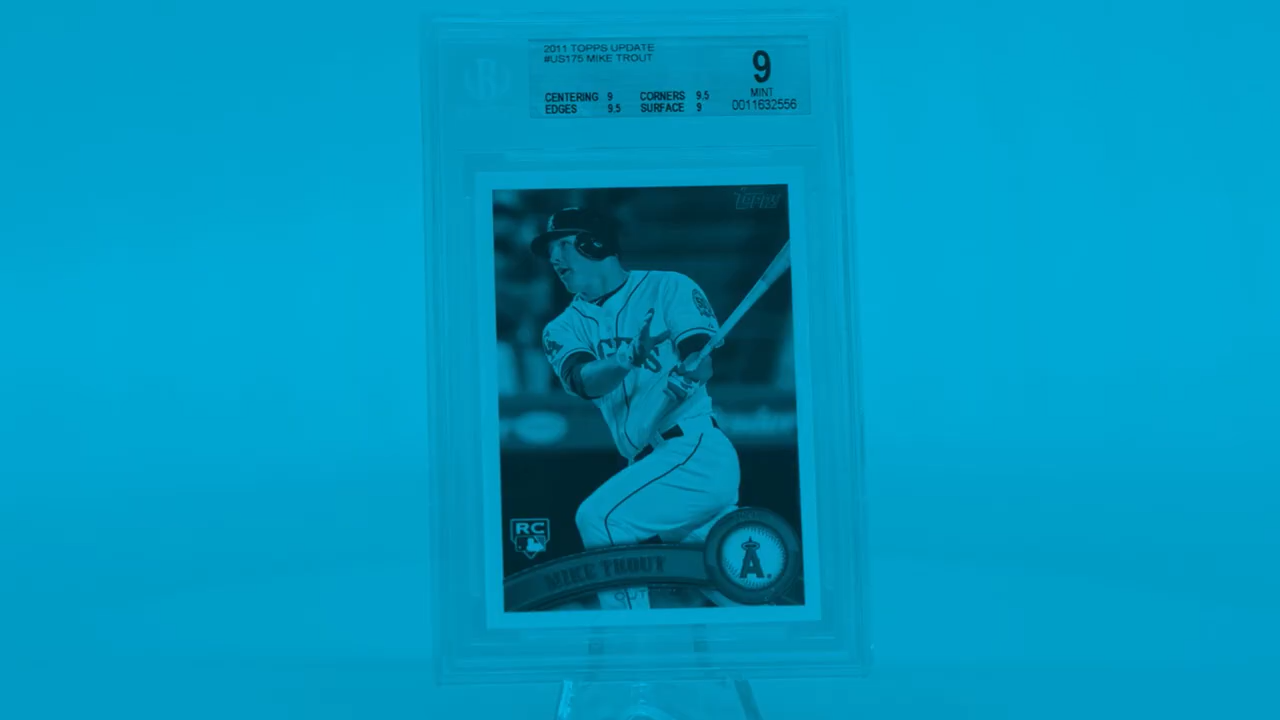 2011 TOPPS UPDATE
#US175 MIKE TROUT
9
MINT
0011632556
CENTERING 9 CORNERS 9.5
EDGES 9.5 SURFACE 9
TOPPS
RC
MIKE TROUT
OUT
A